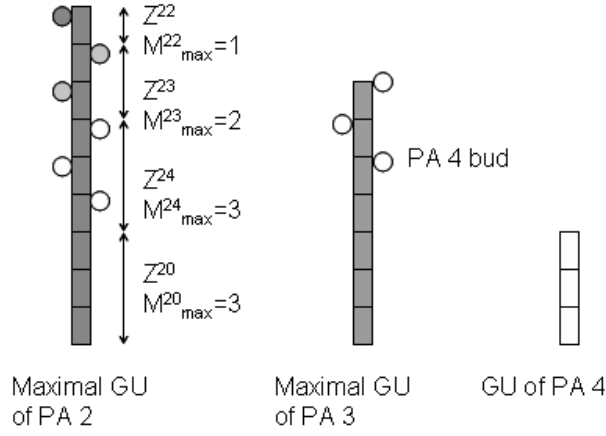 Z²²
M²²max=1
Z²³
M²³max=2
Z²⁴
M²⁴max=3
Z²⁰
M²⁰max=3
PA 4 bud
Maximal GU
of PA 2
Maximal GU
of PA 3
GU of PA 4